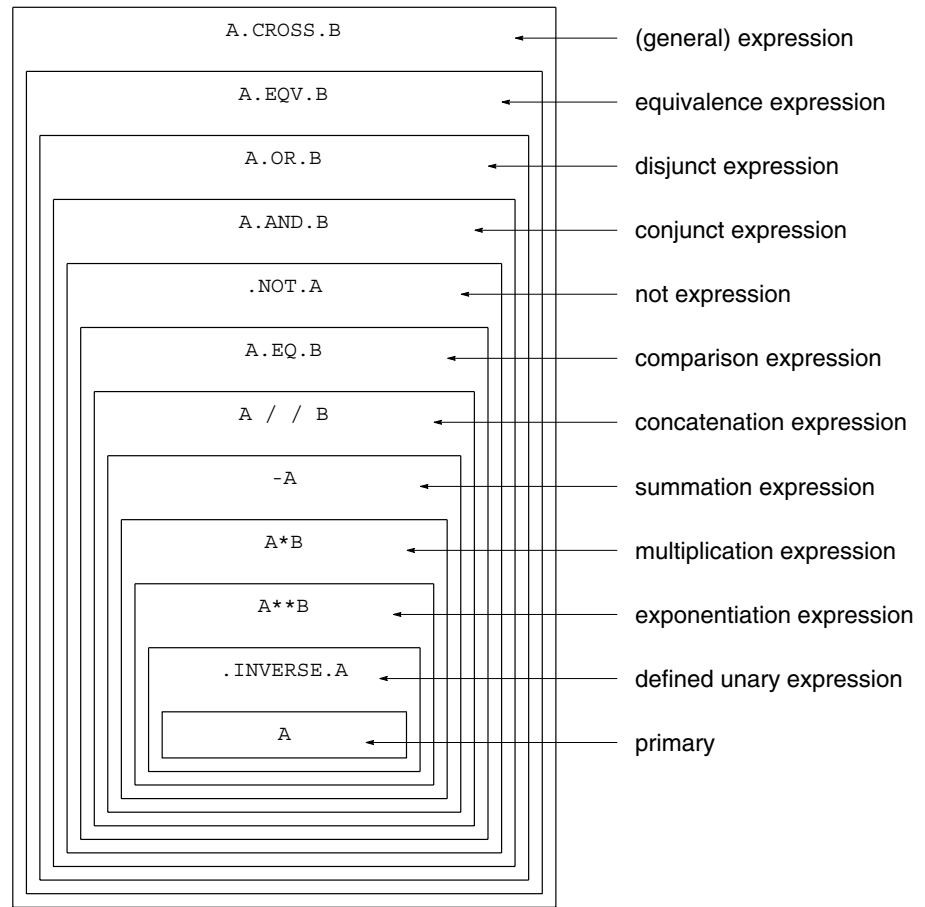 A.CROSS.B (general) expression
A.EQV.B equivalence expression
A.OR.B disjunct expression
A.AND.B conjunct expression
.NOT.A not expression
A.EQ.B comparison expression
A / / B concatenation expression
-A summation expression
A*B multiplication expression
A**B exponentiation expression
.INVERSE.A defined unary expression
A primary